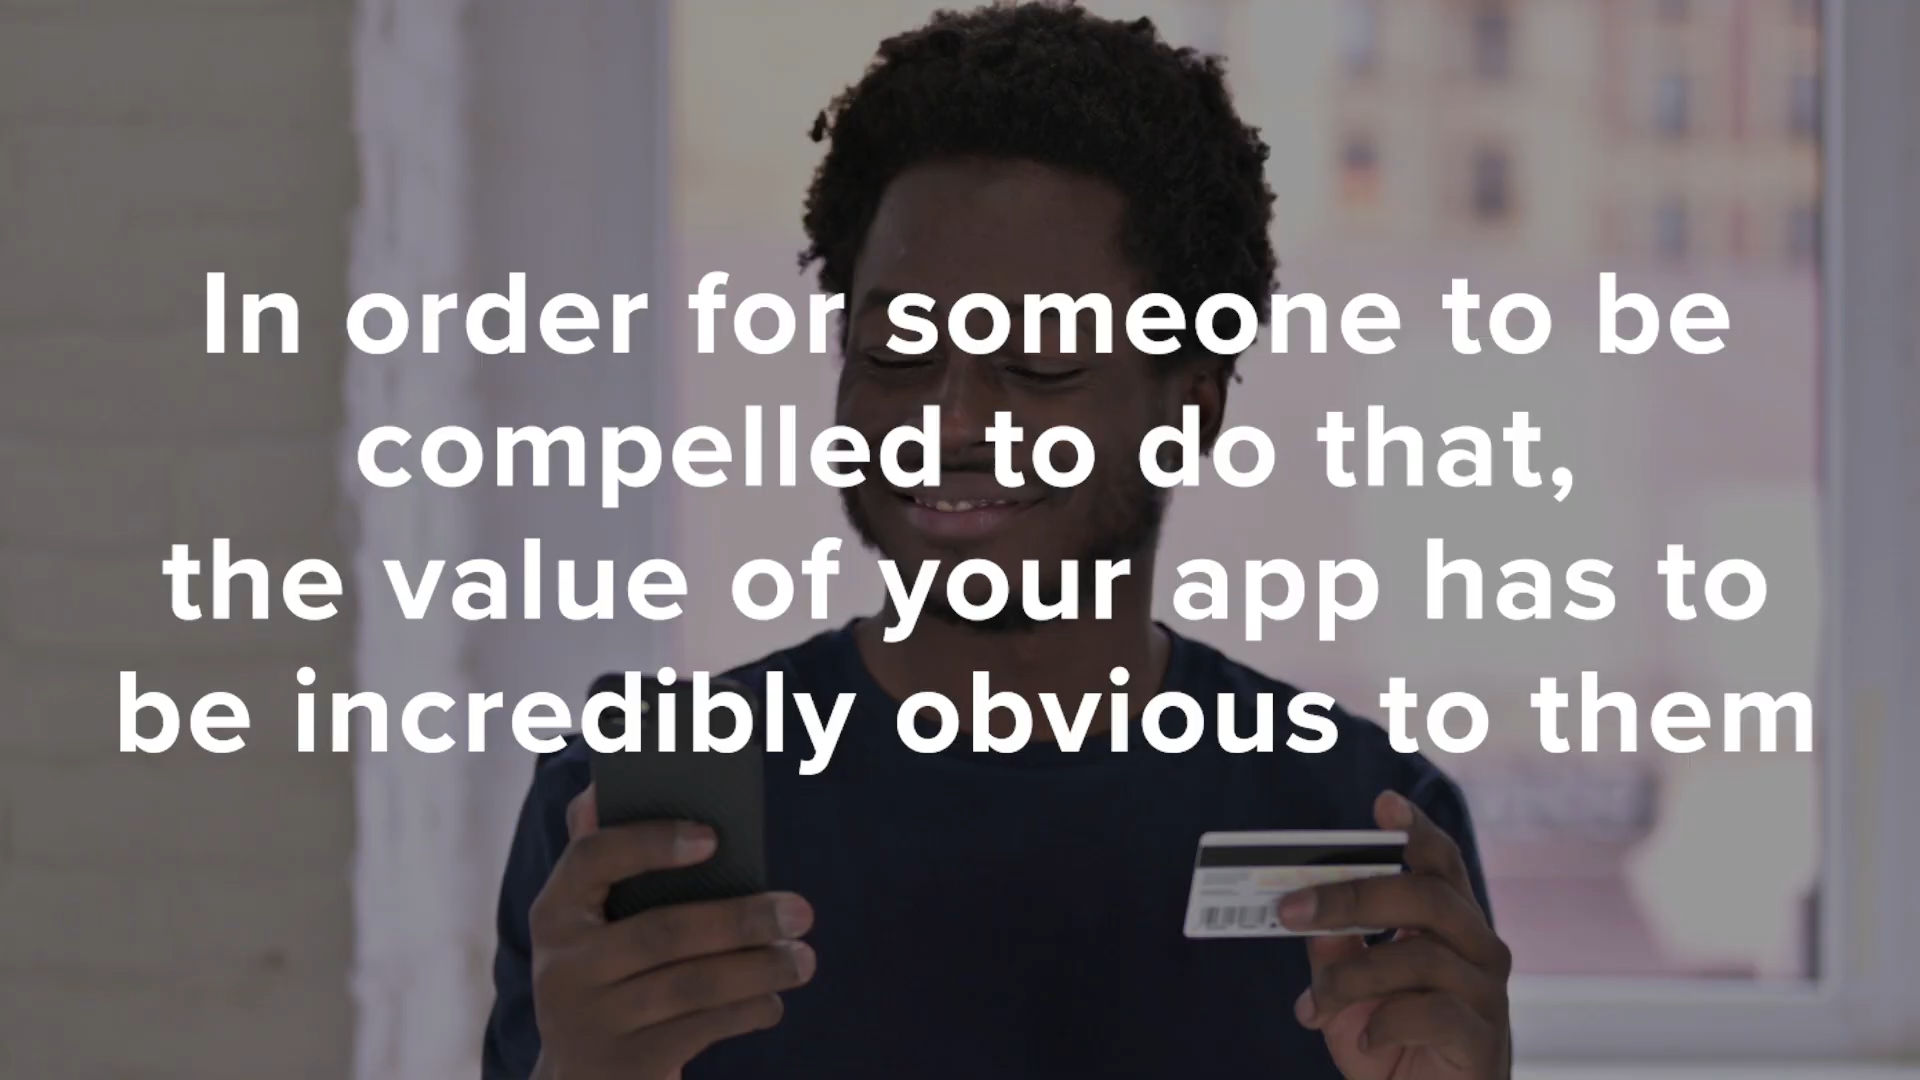 In order for someone to be
compelled to do that,
the value of your app has to
be incredibly obvious to them